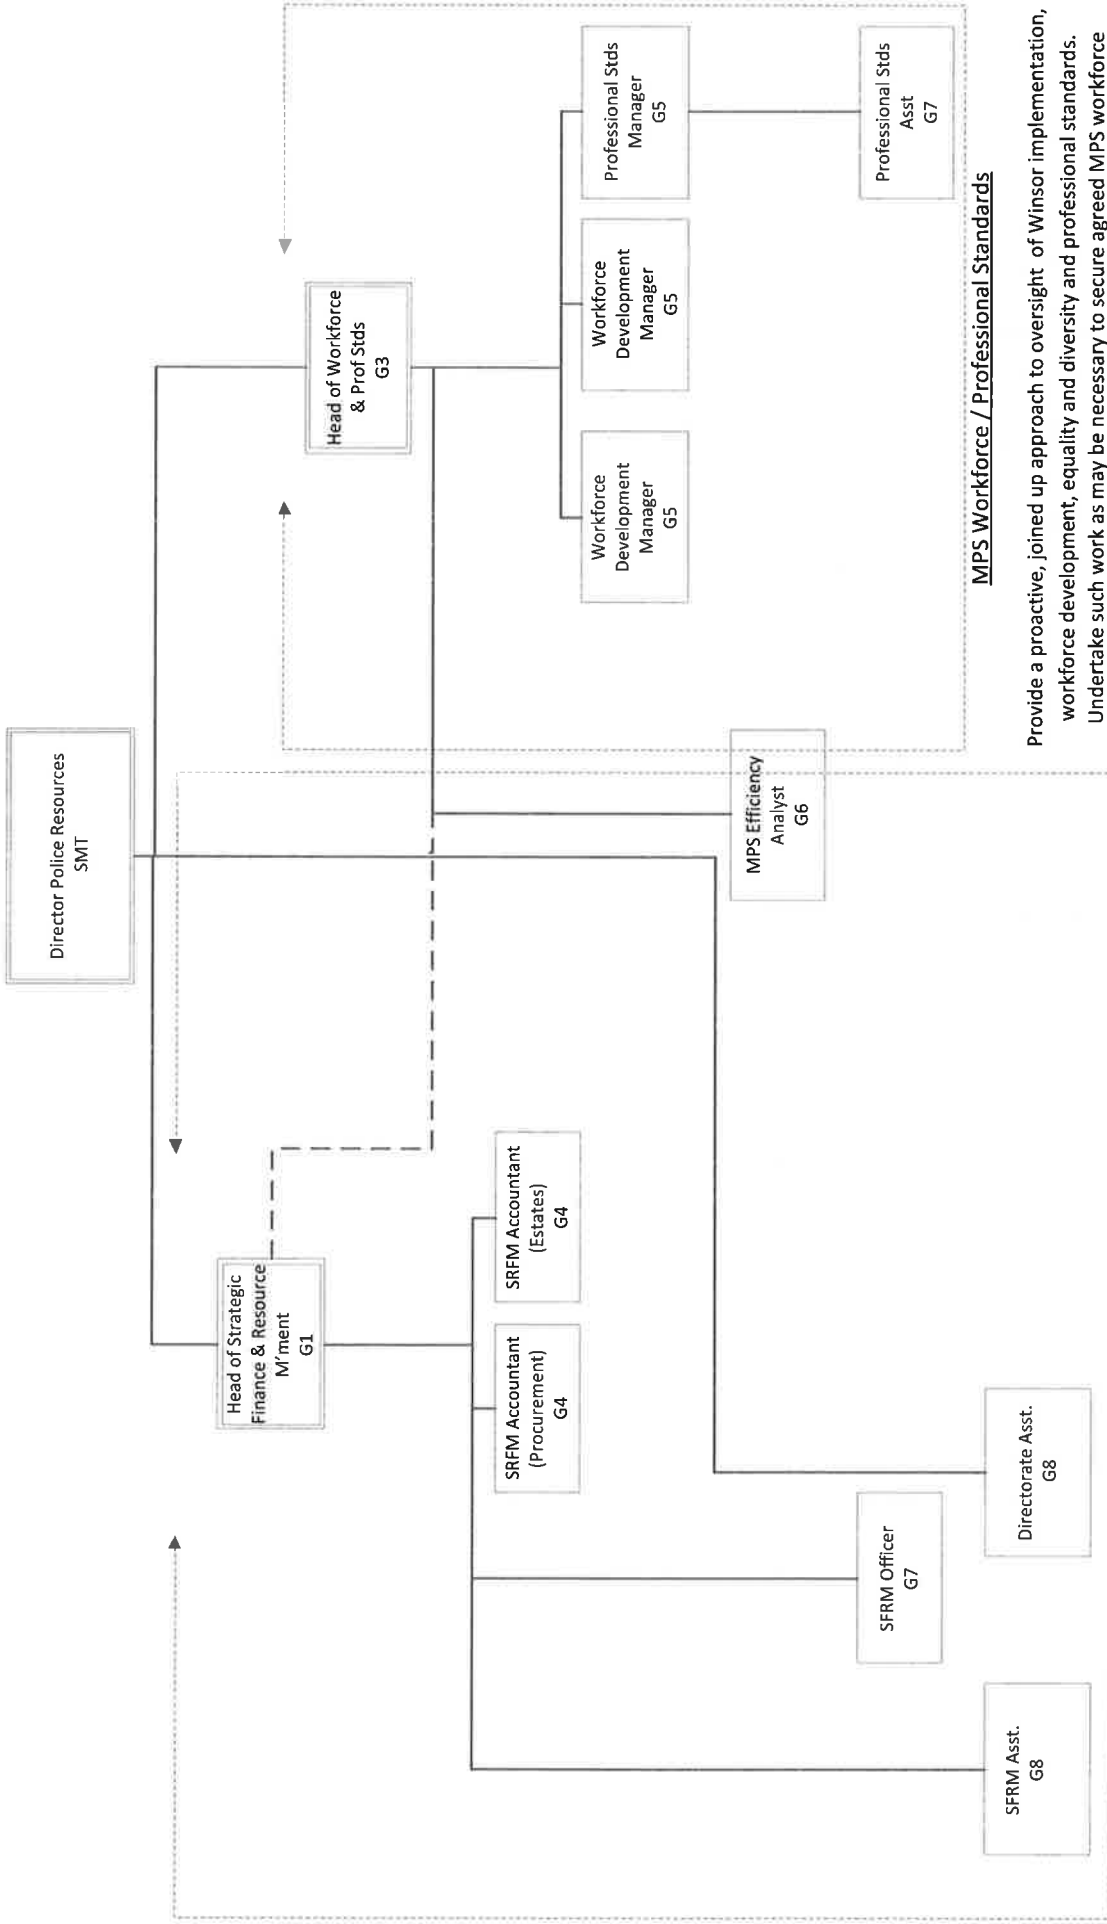 Director Police Resources
SMT
Head of Strategic
Finance & Resource
M'ment
G1
Head of Workforce
& Prof Stds
G3
SRFM Accountant
(Procurement)
G4
SRFM Accountant
(Estates)
G4
Workforce
Development
Manager
G5
Workforce
Development
Manager
G5
Professional Stds
Manager
G5
MPS Efficiency
Analyst
G6
SFRM Officer
G7
Professional Stds
Asst
G7
SFRM Asst.
G8
Directorate Asst.
G8
MPS Workforce / Professional Standards
Provide a proactive, joined up approach to oversight of Winsor implementation,
workforce development, equality and diversity and professional standards.
Undertake such work as may be necessary to secure agreed MPS workforce